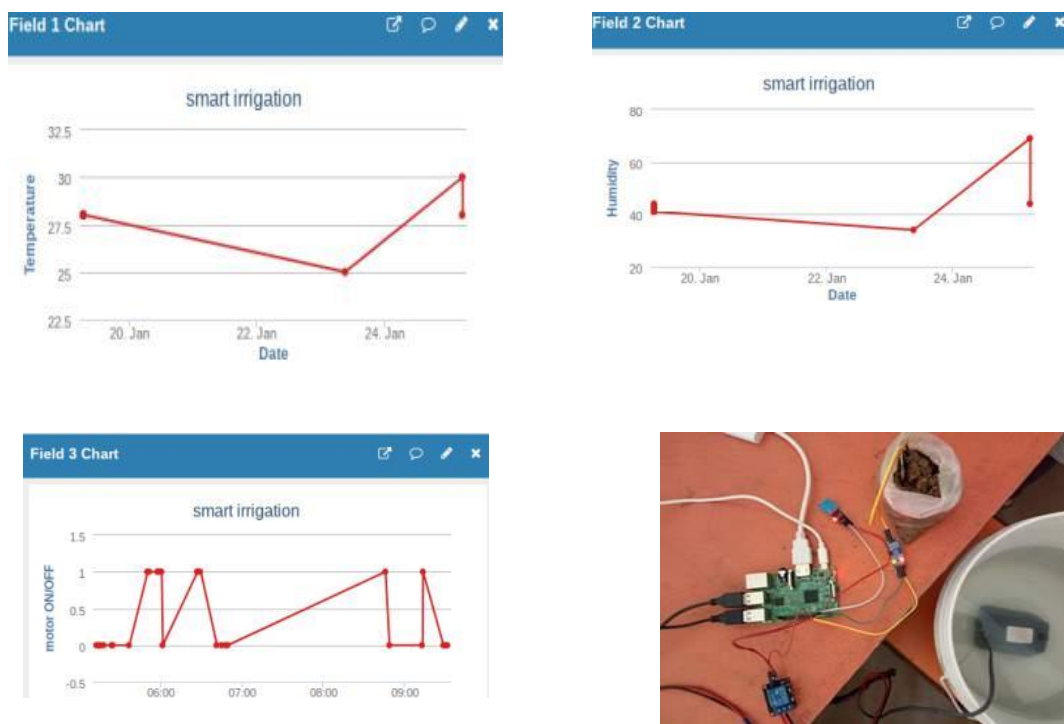 Field 1 Chart
smart irrigation
32.5
30
27.5
25
22.5
Temperature
20. Jan
22. Jan
24. Jan
Date
Field 2 Chart
smart irrigation
80
60
40
20
Humidity
20. Jan
22. Jan
24. Jan
Date
Field 3 Chart
smart irrigation
1.5
1
0.5
0
-0.5
motor ON/OFF
06:00
07:00
08:00
09:00